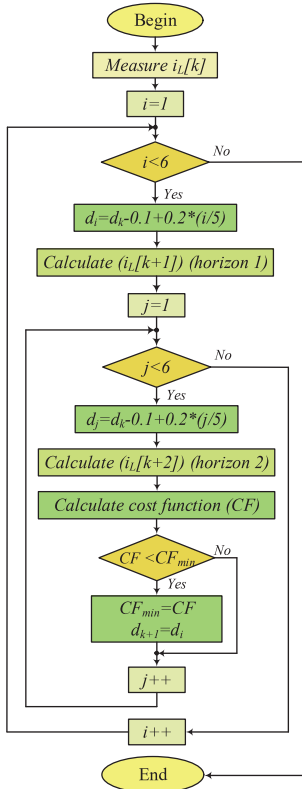 Begin
Measure i_L[k]
i=1
i<6
No
Yes
d_i=d_k-0.1+0.2*(i/5)
Calculate (i_L[k+1]) (horizon 1)
j=1
j<6
No
Yes
d_j=d_k-0.1+0.2*(j/5)
Calculate (i_L[k+2]) (horizon 2)
Calculate cost function (CF)
CF <CF_min
No
Yes
CF_min=CF
d_k+1=d_i
j++
i++
End